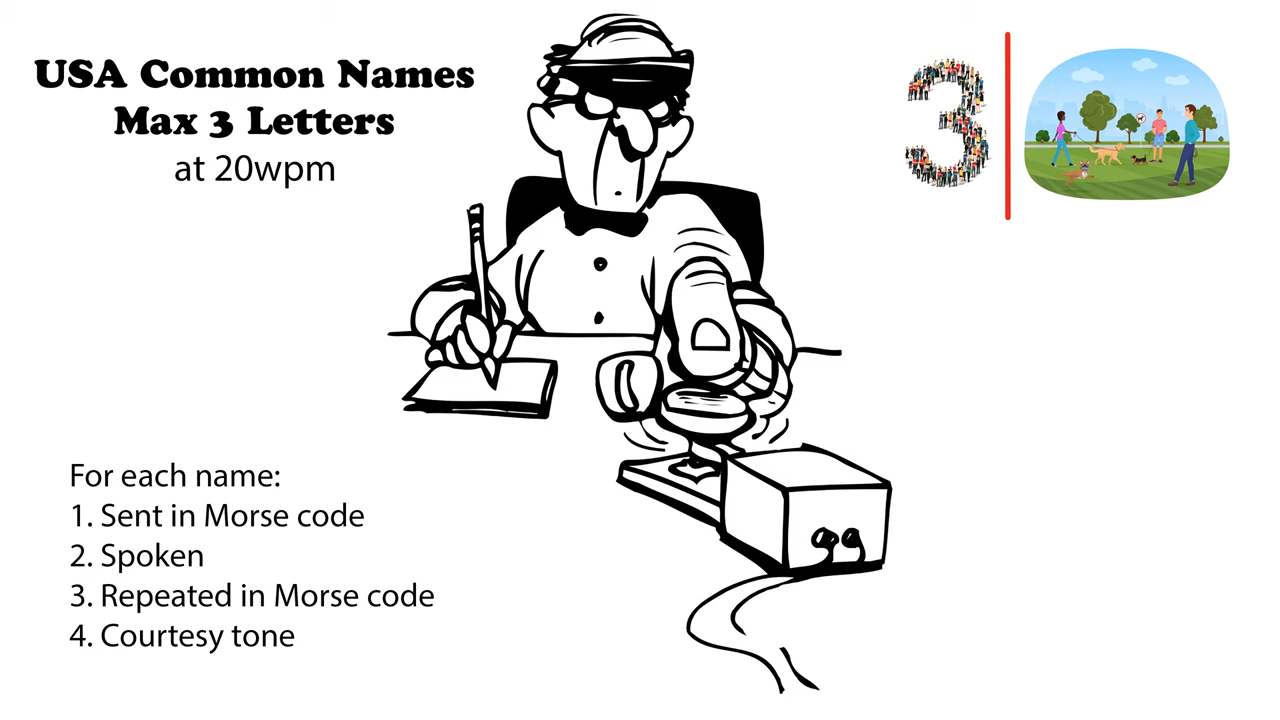 USA Common Names
Max 3 Letters
at 20wpm
3
For each name:
1. Sent in Morse code
2. Spoken
3. Repeated in Morse code
4. Courtesy tone